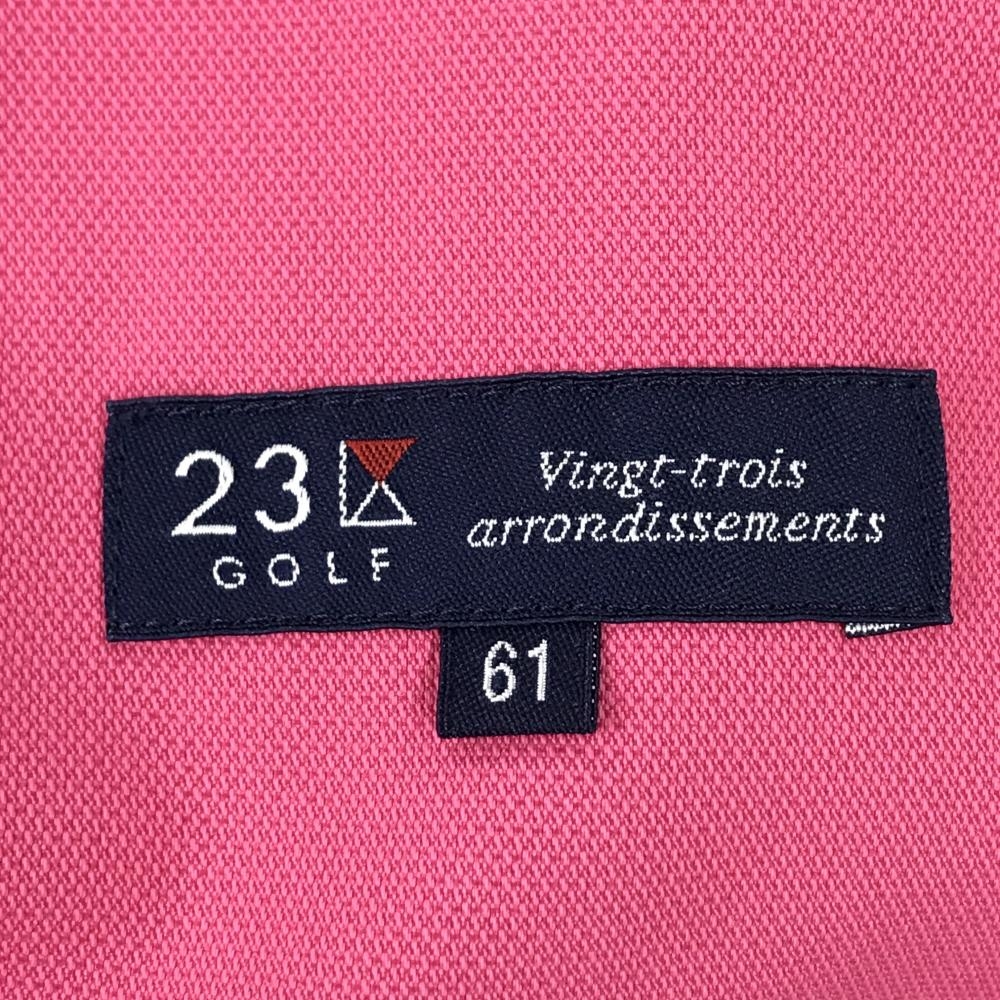 23
GOLF
Vingt-trois
arrondissements
61